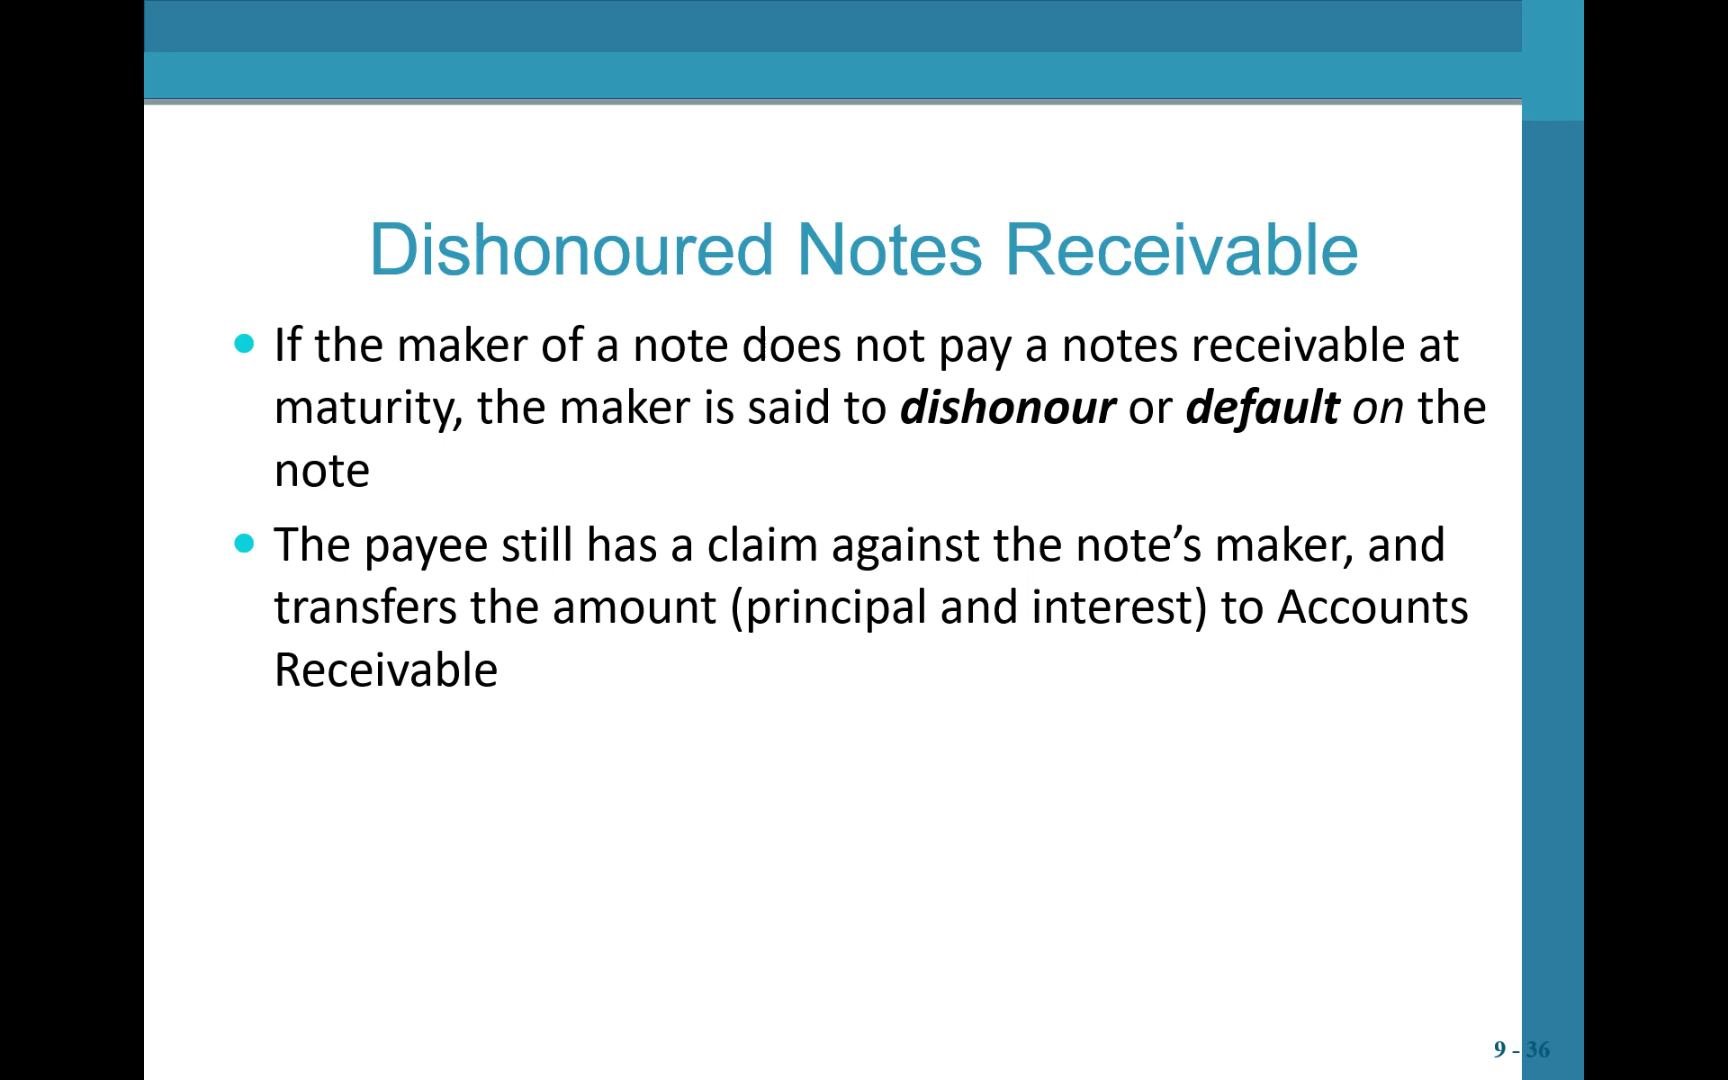 Dishonoured Notes Receivable
• If the maker of a note does not pay a notes receivable at
maturity, the maker is said to dishonour or default on the
note
• The payee still has a claim against the note’s maker, and
transfers the amount (principal and interest) to Accounts
Receivable
9 - 36